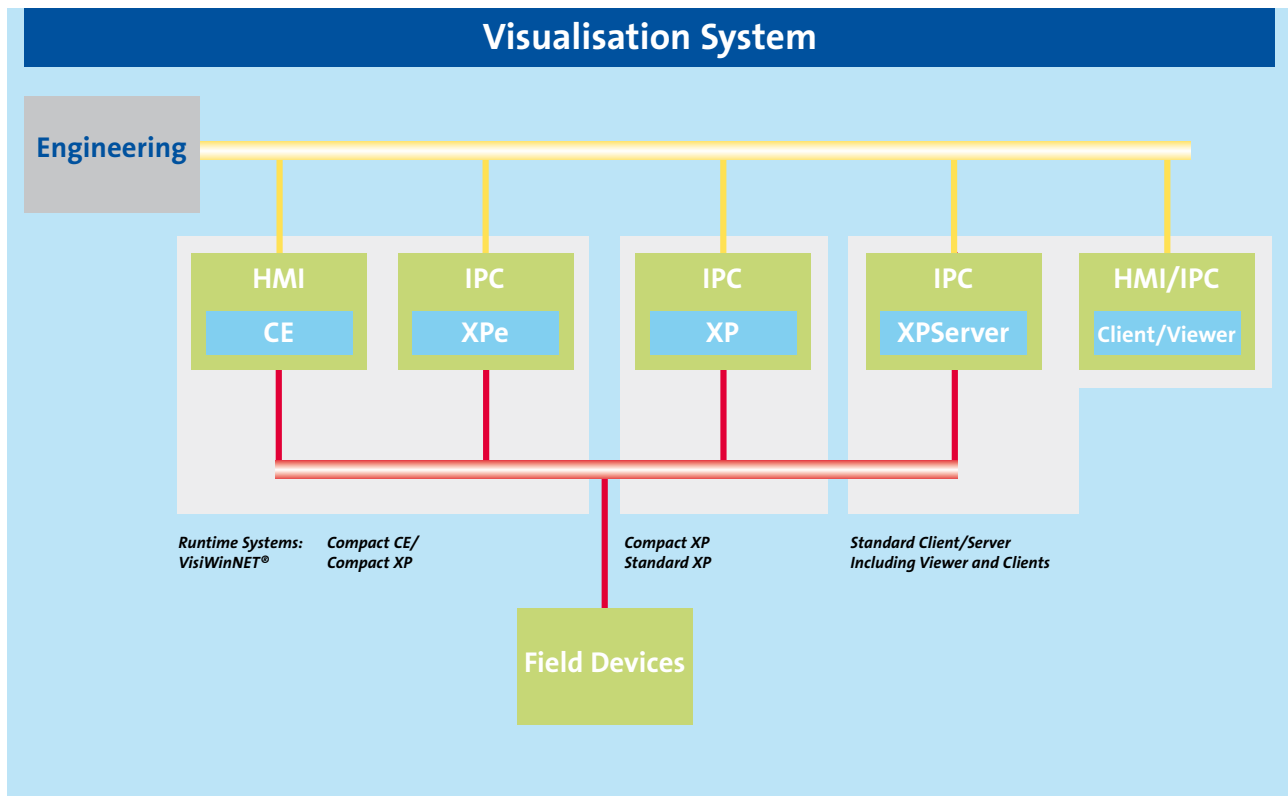 Visualisation System
Engineering
HMI
CE
IPC
XPe
IPC
XP
IPC
XPServer
HMI/IPC
Client/Viewer
Runtime Systems:
VisiWinNET®
Compact CE/
Compact XP
Compact XP
Standard XP
Standard Client/Server
Including Viewer and Clients
Field Devices